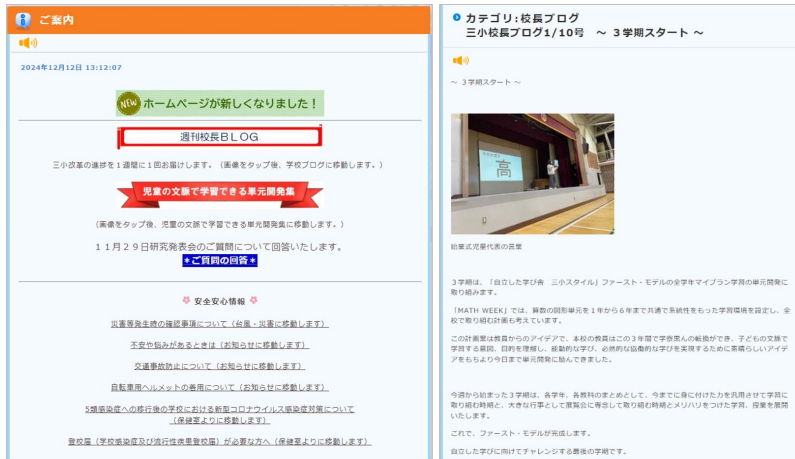 ご案内
2024年12月12日 13:12:07
NEW ホームページが新しくなりました！
週刊校長BLOG
三小改革の進捗を１週間に１回お届けします。（画像をタップ後、学校ブログに移動します。）
児童の文脈で学習できる単元開発集
（画像をタップ後、児童の文脈で学習できる単元開発集に移動します。）
１１月２９日研究発表会のご質問について回答いたします。
＊ご質問の回答＊
安全安心情報
災害等発生時の確認事項について（台風・災害に移動します）
不安や悩みがあるときは（お知らせに移動します）
交通事故防止について（お知らせに移動します）
自転車用ヘルメットの着用について（お知らせに移動します）
5類感染症への移行後の学校における新型コロナウイルス感染症対策について
（保健室よりに移動します）
登校届（学校感染症及び流行性疾患登校届）が必要な方へ（保健室よりに移動します）
カテゴリ:校長ブログ
三小校長ブログ1/10号　～ ３学期スタート ～
～ ３学期スタート ～
高
始業式児童代表の言葉
３学期は、「自立した学び舎　三小スタイル」ファースト・モデルの全学年マイプラン学習の単元開発に
取り組みます。
「MATH WEEK」では、算数の図形単元を１年から６年まで共通で系統性をもった学習環境を設定し、全
校で取り組む計画も考えています。
この計画案は教員からのアイデアで、本校の教員はこの３年間で学校黒んの転換ができ、子どもの文脈で
学習する意図、目的を理解し、能動的な学び、必然的な協働的な学びを実現するために素晴らしいアイデ
アをもちより今日まで単元開発に励んできました。
今週から始まった３学期は、各学年、各教科のまとめとして、今までに身に付けた力を汎用させて学習に
取り組む時期と、大きな行事として展覧会に専念して取り組む時期とメリハリをつけた学習、授業を展開
いたします。
これで、ファースト・モデルが完成します。
自立した学びに向けてチャレンジする最後の学期です。